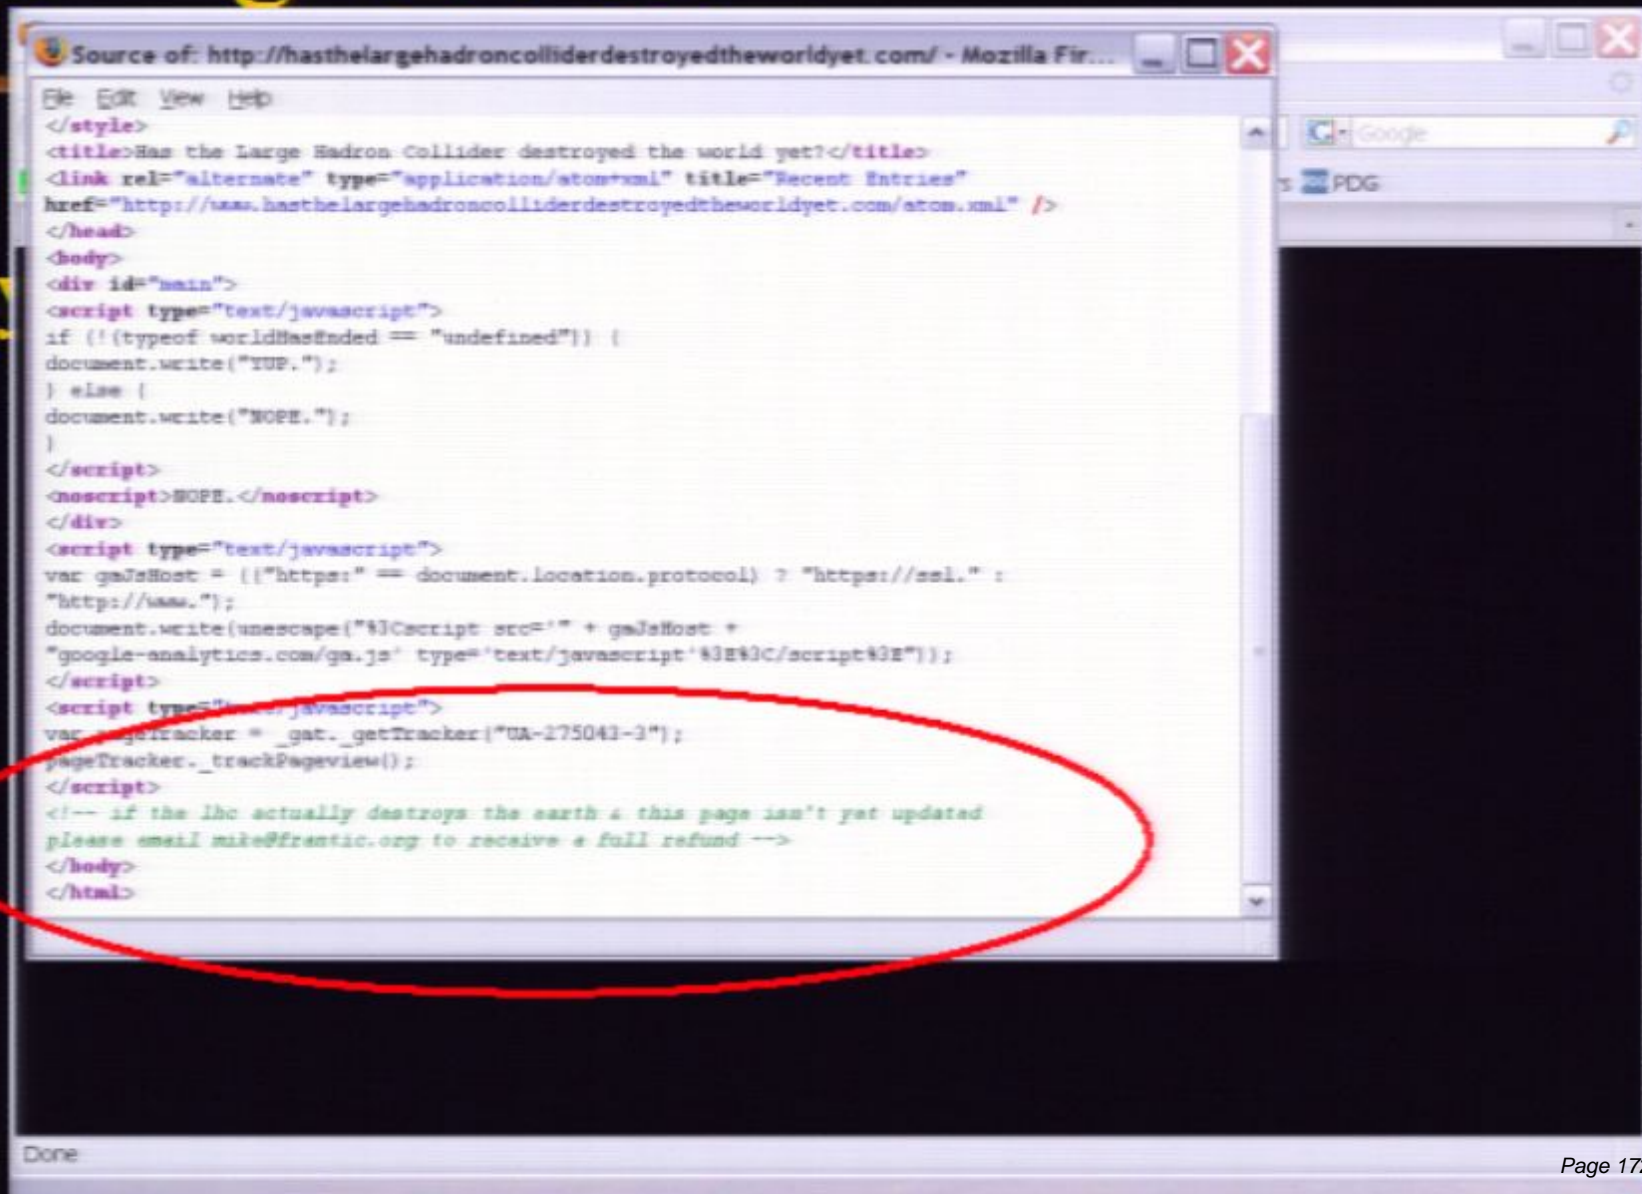 Source of: http://hasthelargehadroncolliderdestroyedtheworldyet.com/ - Mozilla Fir...
File Edit View Help
Google
PDG
</style>
<title>Has the Large Hadron Collider destroyed the world yet?</title>
<link rel="alternate" type="application/atom+xml" title="Recent Entries"
href="http://www.hasthelargehadroncolliderdestroyedtheworldyet.com/atom.xml" />
</head>
<body>
<div id="main">
<script type="text/javascript">
if (!(typeof worldHasEnded == "undefined")) {
document.write("YUP.");
} else {
document.write("NOPE.");
}
</script>
<noscript>NOPE.</noscript>
</div>
<script type="text/javascript">
var gaJsHost = (("https:" == document.location.protocol) ? "https://ssl." :
"http://www.");
document.write(unescape("%3Cscript src='" + gaJsHost +
"google-analytics.com/ga.js' type='text/javascript'%3E%3C/script%3E"));
</script>
<script type="text/javascript">
var pageTracker = _gat._getTracker("UA-275043-3");
pageTracker._trackPageview();
</script>
<!-- if the lhc actually destroys the earth & this page isn't yet updated
please email mike@frantic.org to receive a full refund -->
</body>
</html>
Done